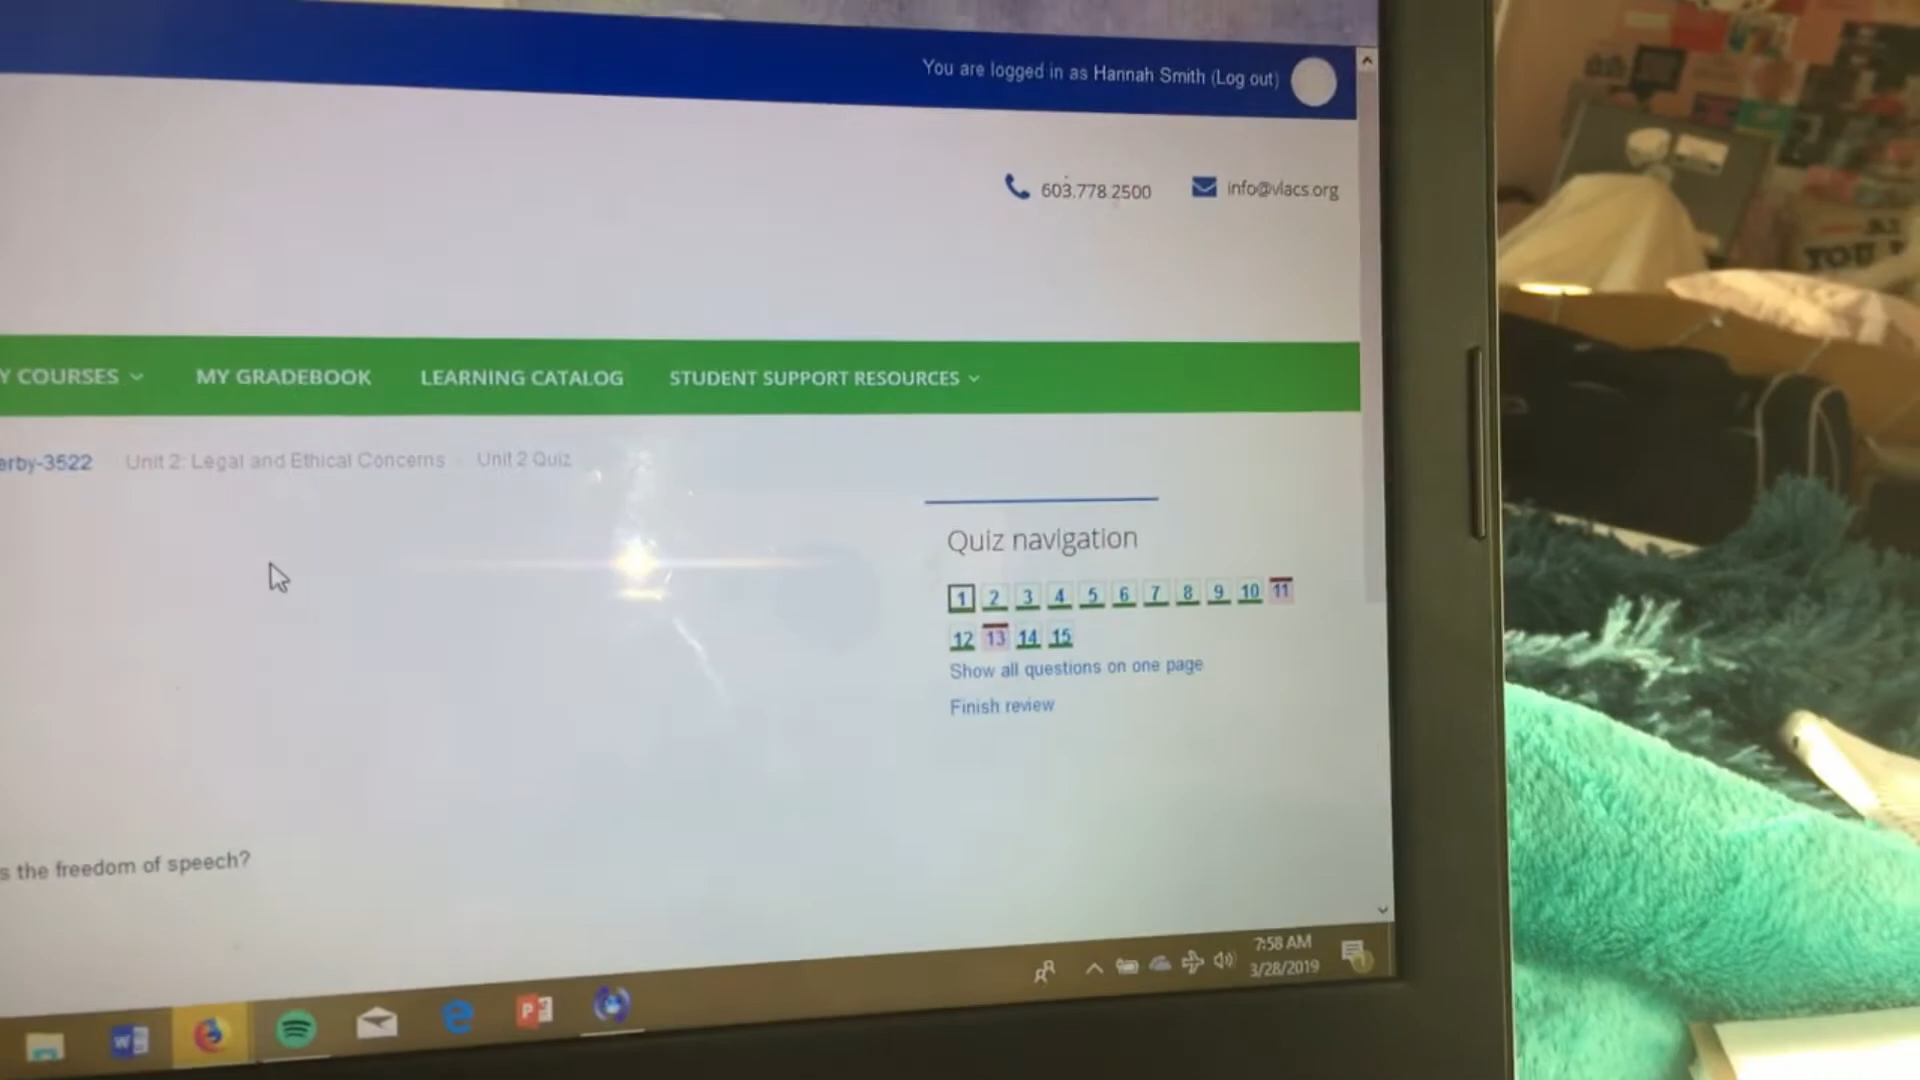 You are logged in as Hannah Smith (Log out)
603.778.2500 info@vlacs.org
Y COURSES MY GRADEBOOK LEARNING CATALOG STUDENT SUPPORT RESOURCES
erby-3522 Unit 2: Legal and Ethical Concerns Unit 2 Quiz
Quiz navigation
1 2 3 4 5 6 7 8 9 10 11
12 13 14 15
Show all questions on one page
Finish review
s the freedom of speech?
7:58 AM
3/28/2019